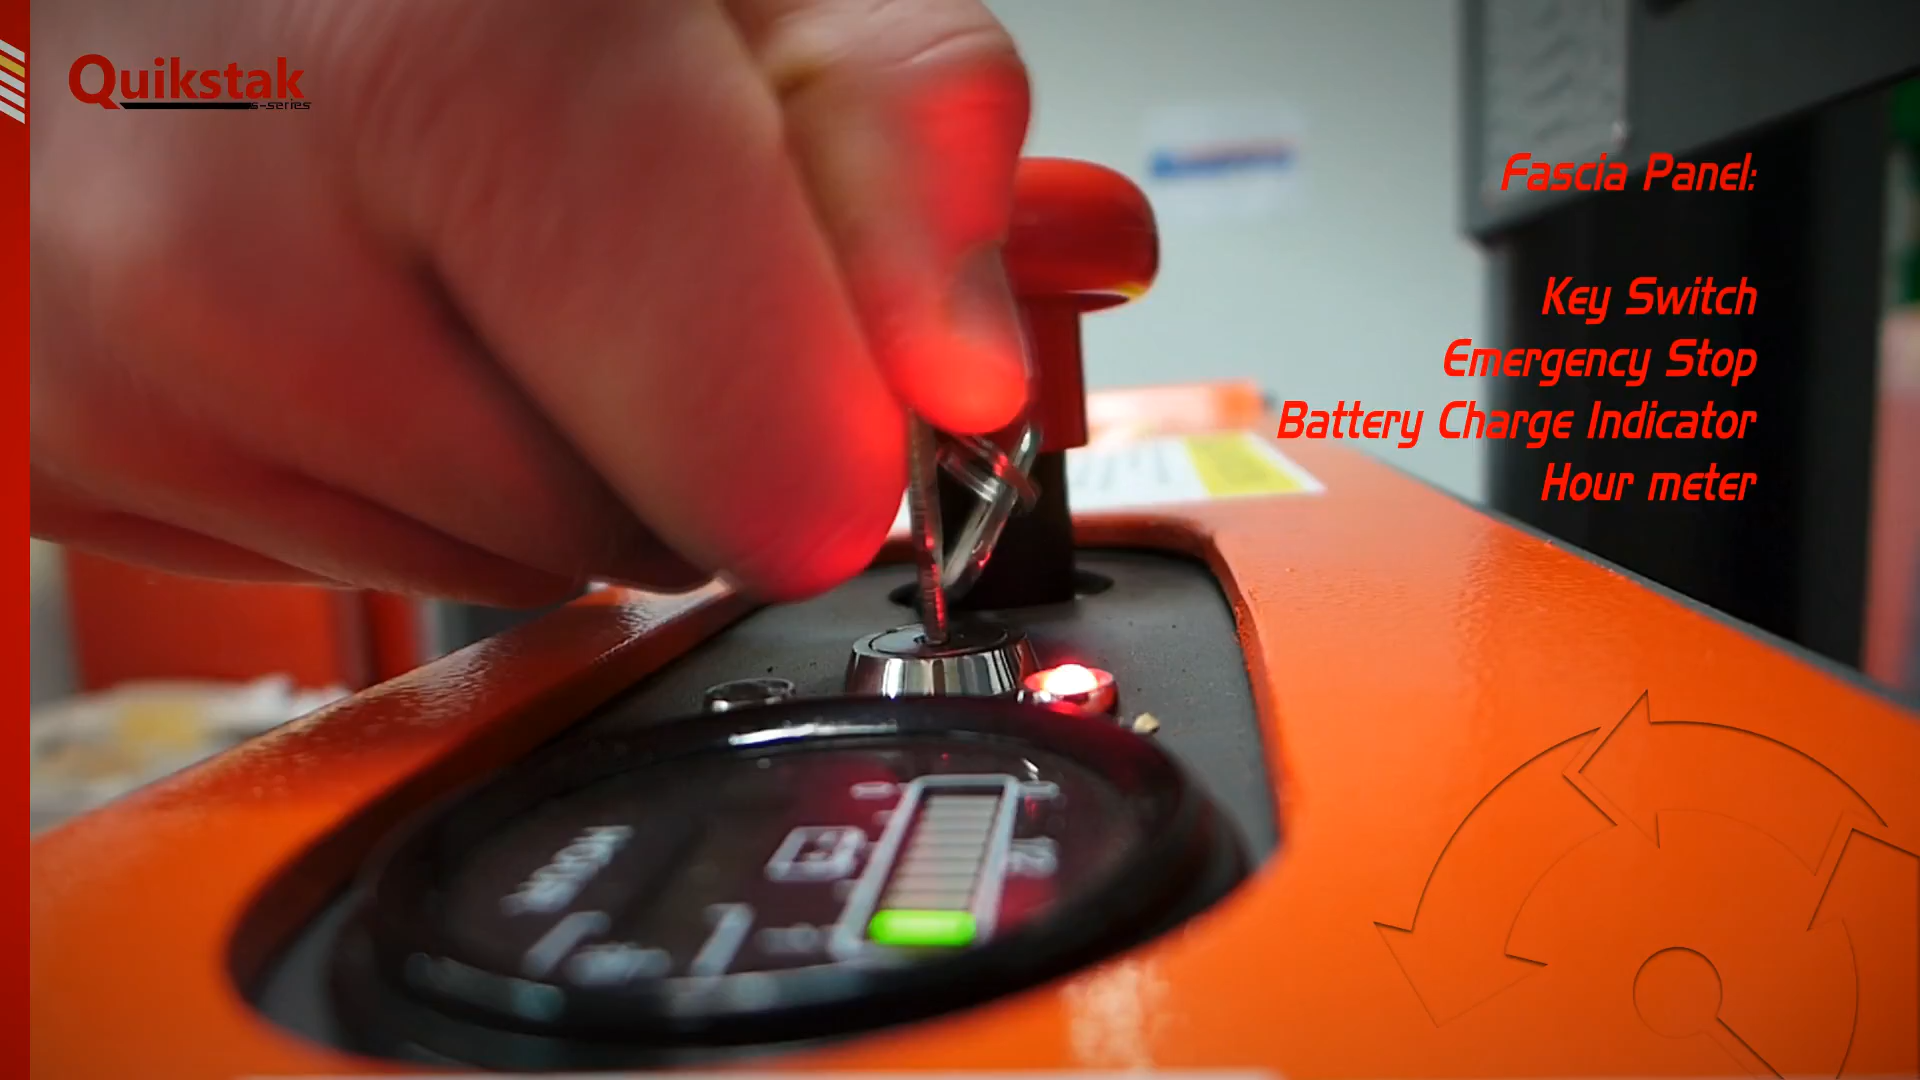 Quikstak
s-series
Fascia Panel:
Key Switch
Emergency Stop
Battery Charge Indicator
Hour meter